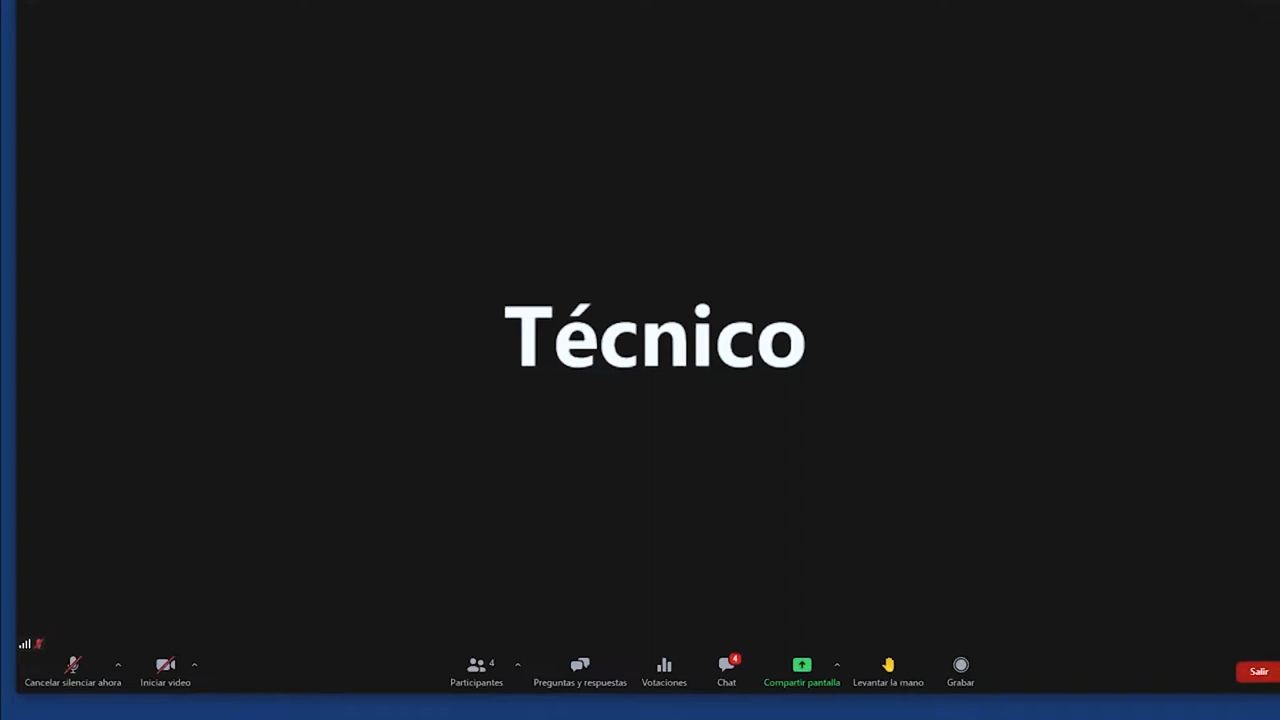 Técnico
Cancelar silenciar ahora
Iniciar video
4
Participantes
Preguntas y respuestas
Votaciones
4
Chat
Compartir pantalla
Levantar la mano
Grabar
Salir